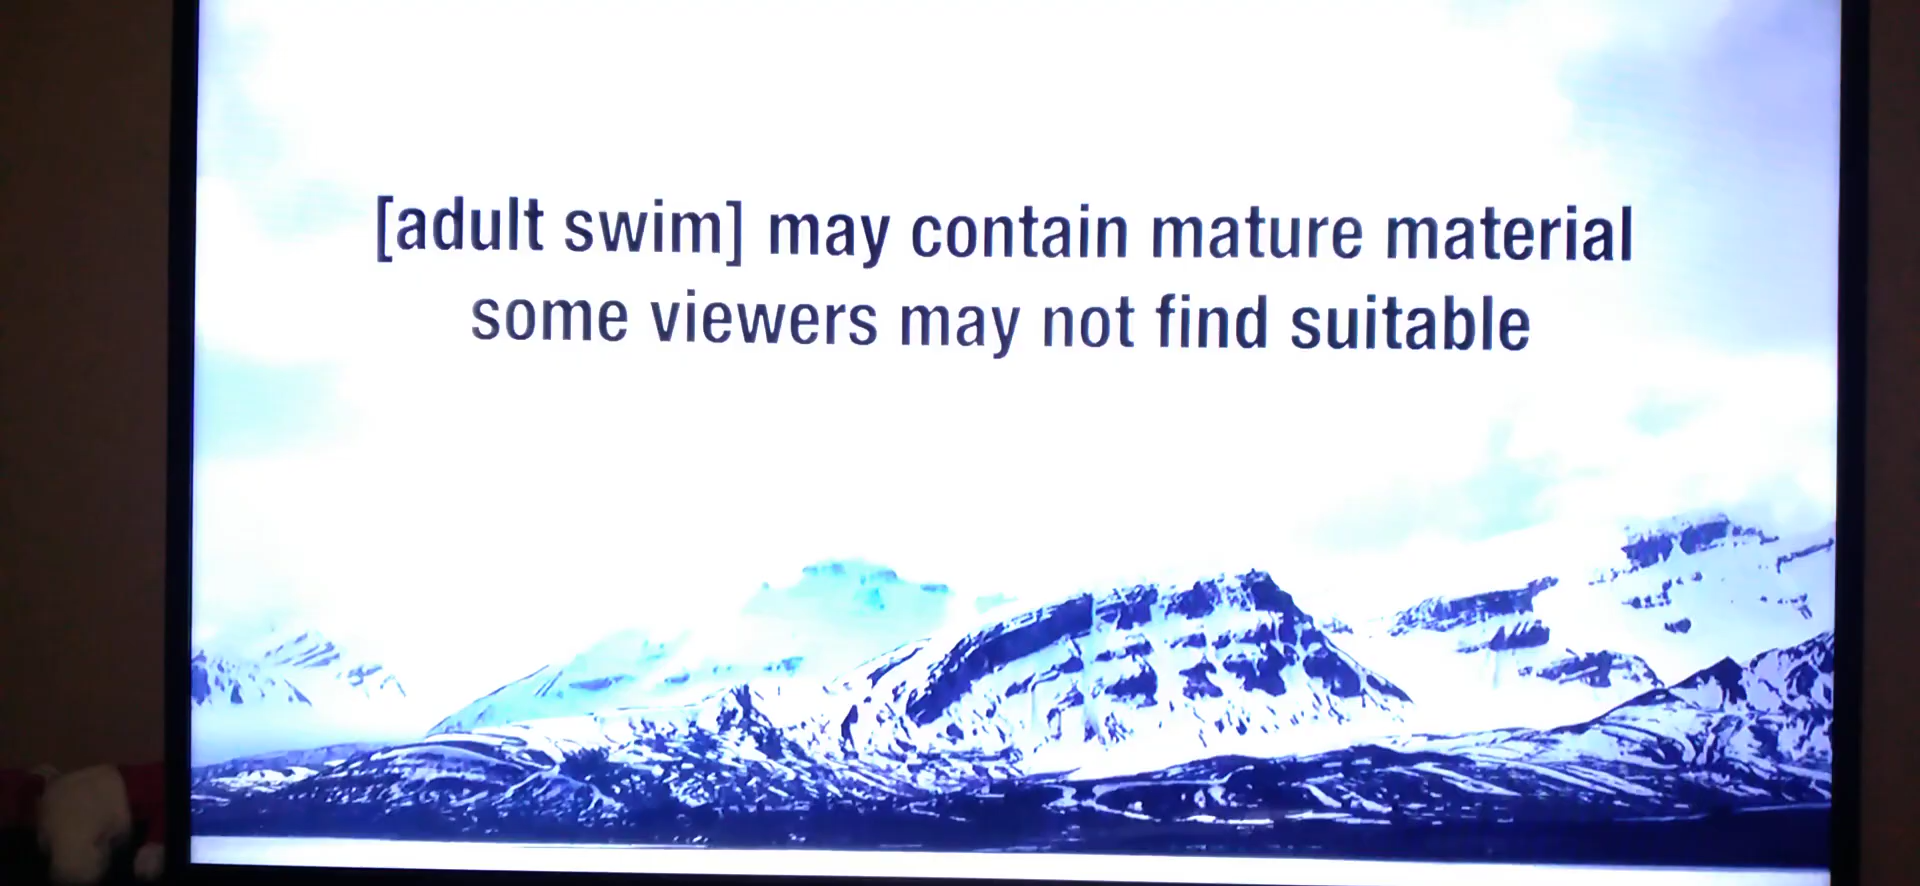 [adult swim] may contain mature material
some viewers may not find suitable